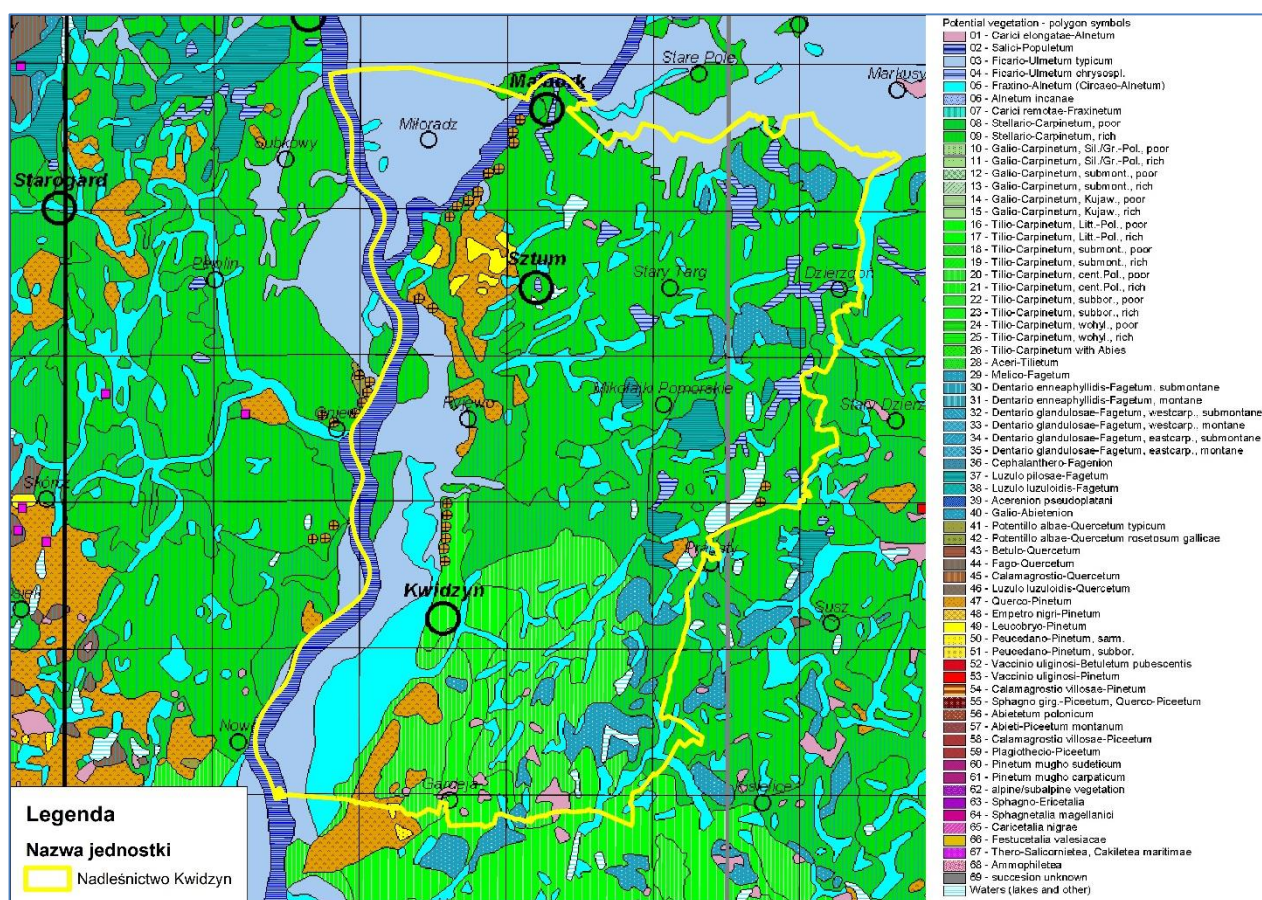 Stare Pole
Malbork
Markusy
Miłoradz
Subkowy
Starogard
Pelplin
Sztum
Stary Targ
Dzierzgoń
Mikołajki Pomorskie
Gniew
Ryjewo
Stary Dzierz
Skórcz
Prabuty
Kwidzyn
Susz
Nowe
Gardeja
Kisielice
Legenda
Nazwa jednostki
Nadleśnictwo Kwidzyn
Potential vegetation - polygon symbols
01 - Carici elongatae-Alnetum
02 - Salici-Populetum
03 - Ficario-Ulmetum typicum
04 - Ficario-Ulmetum chrysospl.
05 - Fraxino-Alnetum (Circaeo-Alnetum)
06 - Alnetum incanae
07 - Carici remotae-Fraxinetum
08 - Stellario-Carpinetum, poor
09 - Stellario-Carpinetum, rich
10 - Galio-Carpinetum, Sil./Gr.-Pol., poor
11 - Galio-Carpinetum, Sil./Gr.-Pol., rich
12 - Galio-Carpinetum, submont., poor
13 - Galio-Carpinetum, submont., rich
14 - Galio-Carpinetum, Kujaw., poor
15 - Galio-Carpinetum, Kujaw., rich
16 - Tilio-Carpinetum, Litt.-Pol., poor
17 - Tilio-Carpinetum, Litt.-Pol., rich
18 - Tilio-Carpinetum, submont., poor
19 - Tilio-Carpinetum, submont., rich
20 - Tilio-Carpinetum, cent.Pol., poor
21 - Tilio-Carpinetum, cent.Pol., rich
22 - Tilio-Carpinetum, subbor., poor
23 - Tilio-Carpinetum, subbor., rich
24 - Tilio-Carpinetum, wohyl., poor
25 - Tilio-Carpinetum, wohyl., rich
26 - Tilio-Carpinetum with Abies
28 - Aceri-Tilietum
29 - Melico-Fagetum
30 - Dentario enneaphyllidis-Fagetum. submontane
31 - Dentario enneaphyllidis-Fagetum, montane
32 - Dentario glandulosae-Fagetum, westcarp., submontane
33 - Dentario glandulosae-Fagetum, westcarp., montane
34 - Dentario glandulosae-Fagetum, eastcarp., submontane
35 - Dentario glandulosae-Fagetum, eastcarp., montane
36 - Cephalanthero-Fagenion
37 - Luzulo pilosae-Fagetum
38 - Luzulo luzuloidis-Fagetum
39 - Acerenion pseudoplatani
40 - Galio-Abietenion
41 - Potentillo albae-Quercetum typicum
42 - Potentillo albae-Quercetum rosetosum gallicae
43 - Betulo-Quercetum
44 - Fago-Quercetum
45 - Calamagrostio-Quercetum
46 - Luzulo luzuloidis-Quercetum
47 - Querco-Pinetum
48 - Empetro nigri-Pinetum
49 - Leucobryo-Pinetum
50 - Peucedano-Pinetum, sarm.
51 - Peucedano-Pinetum, subbor.
52 - Vaccinio uliginosi-Betuletum pubescentis
53 - Vaccinio uliginosi-Pinetum
54 - Calamagrostio villosae-Pinetum
55 - Sphagno girg.-Piceetum, Querco-Piceetum
56 - Abietetum polonicum
57 - Abieti-Piceetum montanum
58 - Calamagrostio villosae-Piceetum
59 - Plagiothecio-Piceetum
60 - Pinetum mugho sudeticum
61 - Pinetum mugho carpaticum
62 - alpine/subalpine vegetation
63 - Sphagno-Ericetalia
64 - Sphagnetalia magellanici
65 - Caricetalia nigrae
66 - Festucetalia valesiacae
67 - Thero-Salicornietea, Cakiletea maritimae
68 - Ammophiletea
69 - succesion unknown
Waters (lakes and other)